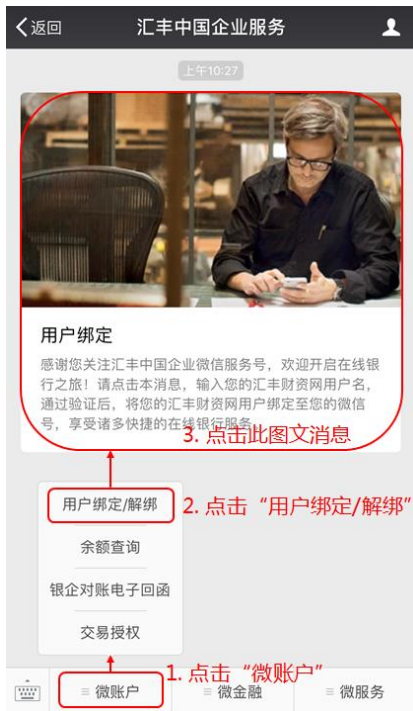 返回
汇丰中国企业服务
上午10:27
用户绑定
感谢您关注汇丰中国企业微信服务号，欢迎开启在线银
行之旅！请点击本消息，输入您的汇丰财资网用户名，
通过验证后，将您的汇丰财资网用户绑定至您的微信
号，享受诸多快捷的在线银行服务。
3. 点击此图文消息
用户绑定/解绑
2. 点击“用户绑定/解绑”
余额查询
银企对账电子回函
交易授权
1. 点击“微账户”
微账户
微金融
微服务